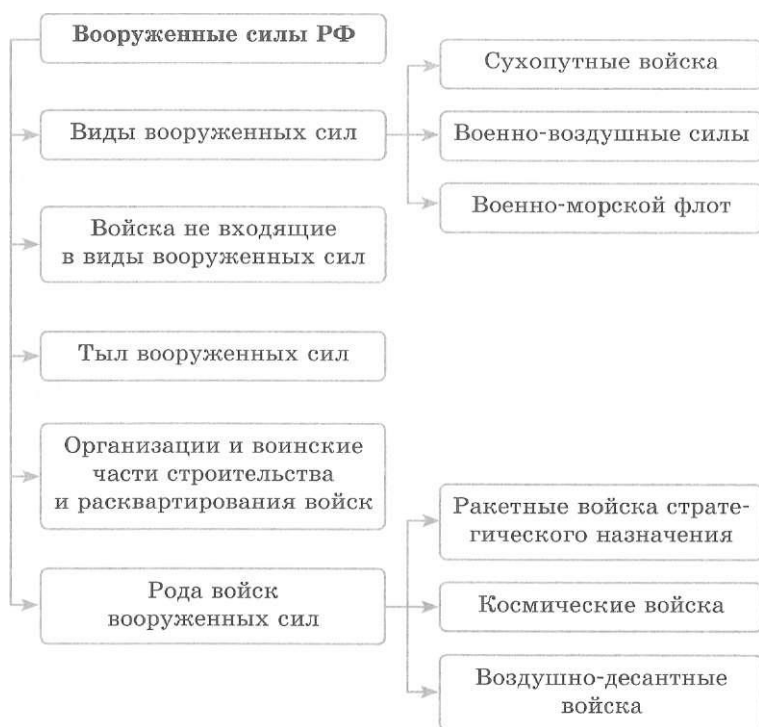 Вооруженные силы РФ
Виды вооруженных сил
Сухопутные войска
Военно-воздушные силы
Военно-морской флот
Войска не входящие
в виды вооруженных сил
Тыл вооруженных сил
Организации и воинские
части строительства
и расквартирования войск
Рода войск
вооруженных сил
Ракетные войска страте-
гического назначения
Космические войска
Воздушно-десантные
войска